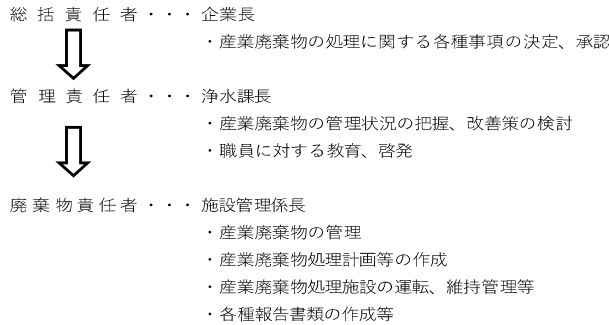 総括責任者・・・企業長
・産業廃棄物の処理に関する各種事項の決定、承認
管理責任者・・・浄水課長
・産業廃棄物の管理状況の把握、改善策の検討
・職員に対する教育、啓発
廃棄物責任者・・・施設管理係長
・産業廃棄物の管理
・産業廃棄物処理計画等の作成
・産業廃棄物処理施設の運転、維持管理等
・各種報告書類の作成等